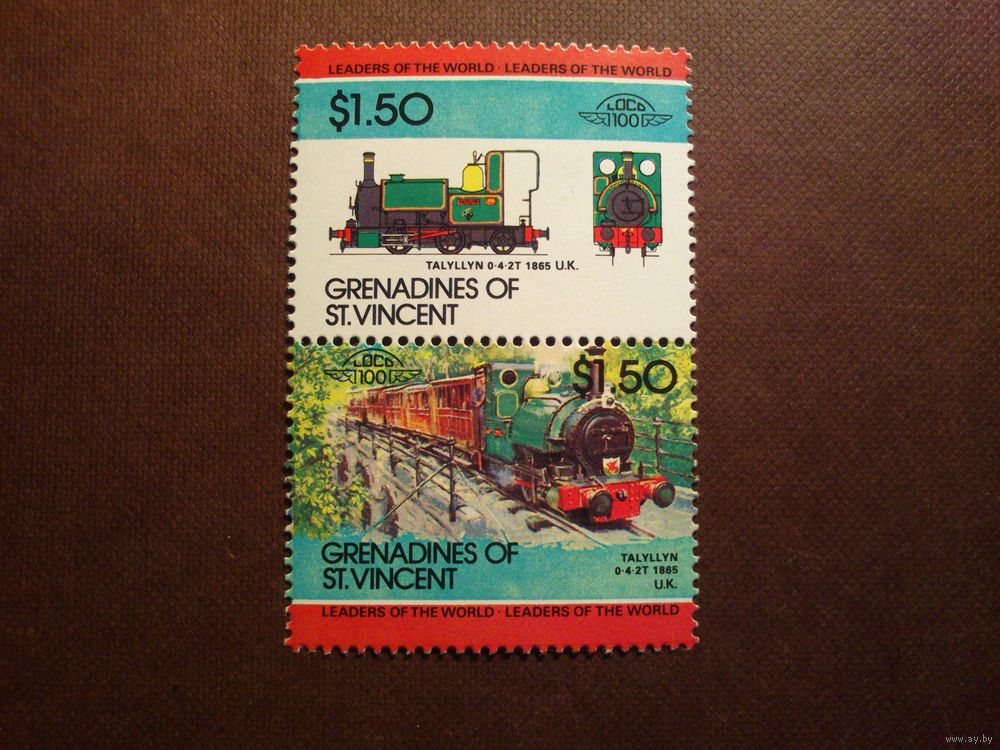 LEADERS OF THE WORLD · LEADERS OF THE WORLD
$1.50
LOCO
100
TALYLLYN 0·4·2T 1865 U.K.
GRENADINES OF
ST. VINCENT
LOCO
100
$1.50
GRENADINES OF
ST. VINCENT
TALYLLYN
0·4·2T 1865
U.K.
LEADERS OF THE WORLD · LEADERS OF THE WORLD
www.ay.by